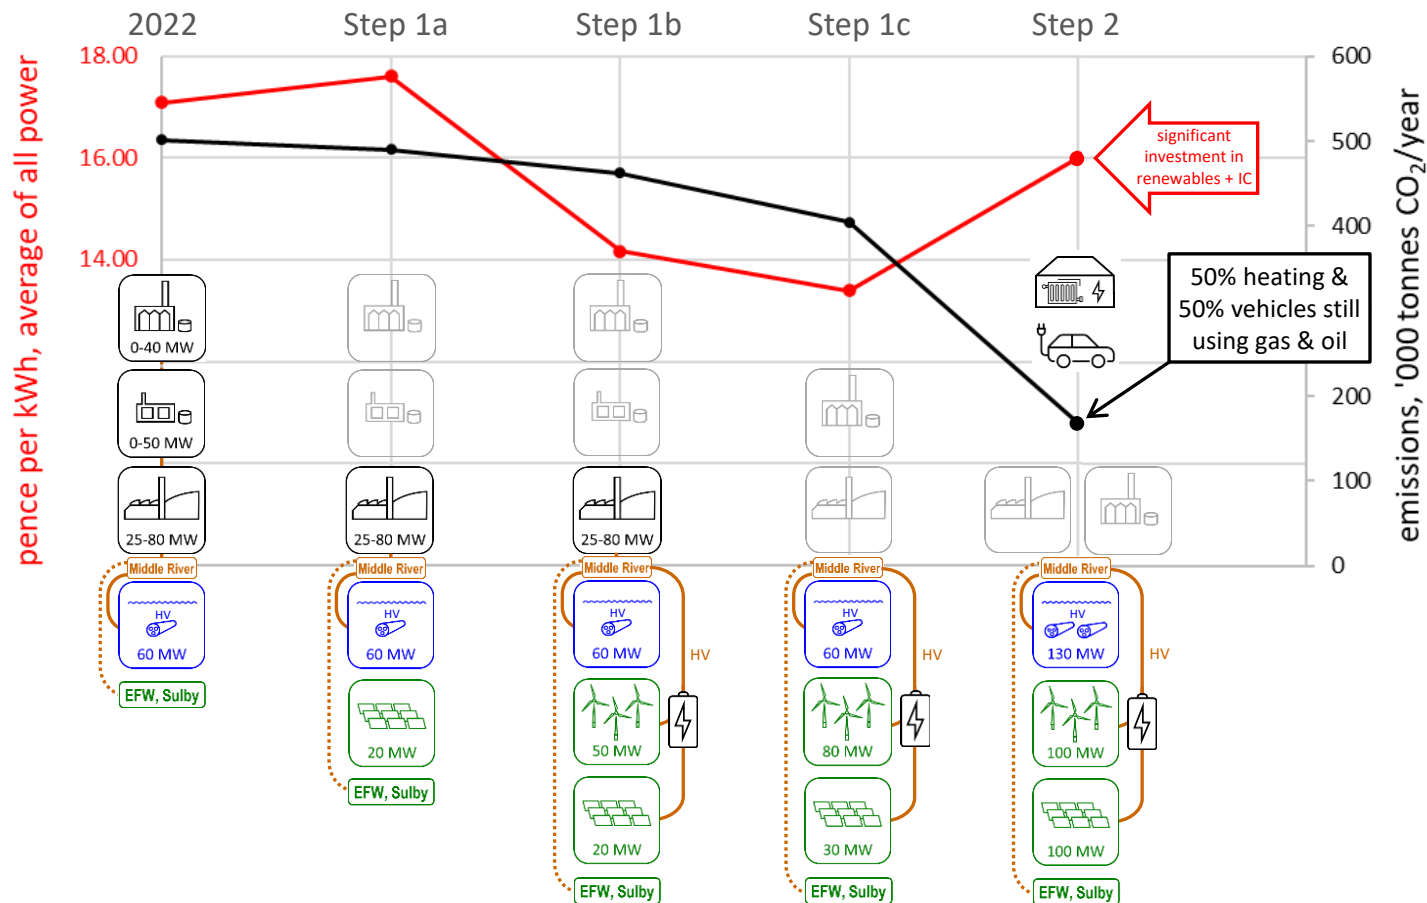 2022
Step 1a
Step 1b
Step 1c
Step 2
pence per kWh, average of all power
18.00
16.00
14.00
600
500
400
200
100
0
emissions, '000 tonnes CO₂/year
significant
investment in
renewables + IC
50% heating &
50% vehicles still
using gas & oil
0-40 MW
0-50 MW
25-80 MW
Middle River
HV
60 MW
EFW, Sulby
25-80 MW
Middle River
HV
60 MW
20 MW
EFW, Sulby
25-80 MW
Middle River
HV
60 MW
HV
50 MW
20 MW
EFW, Sulby
Middle River
HV
60 MW
80 MW
30 MW
EFW, Sulby
Middle River
HV
130 MW
HV
100 MW
100 MW
EFW, Sulby